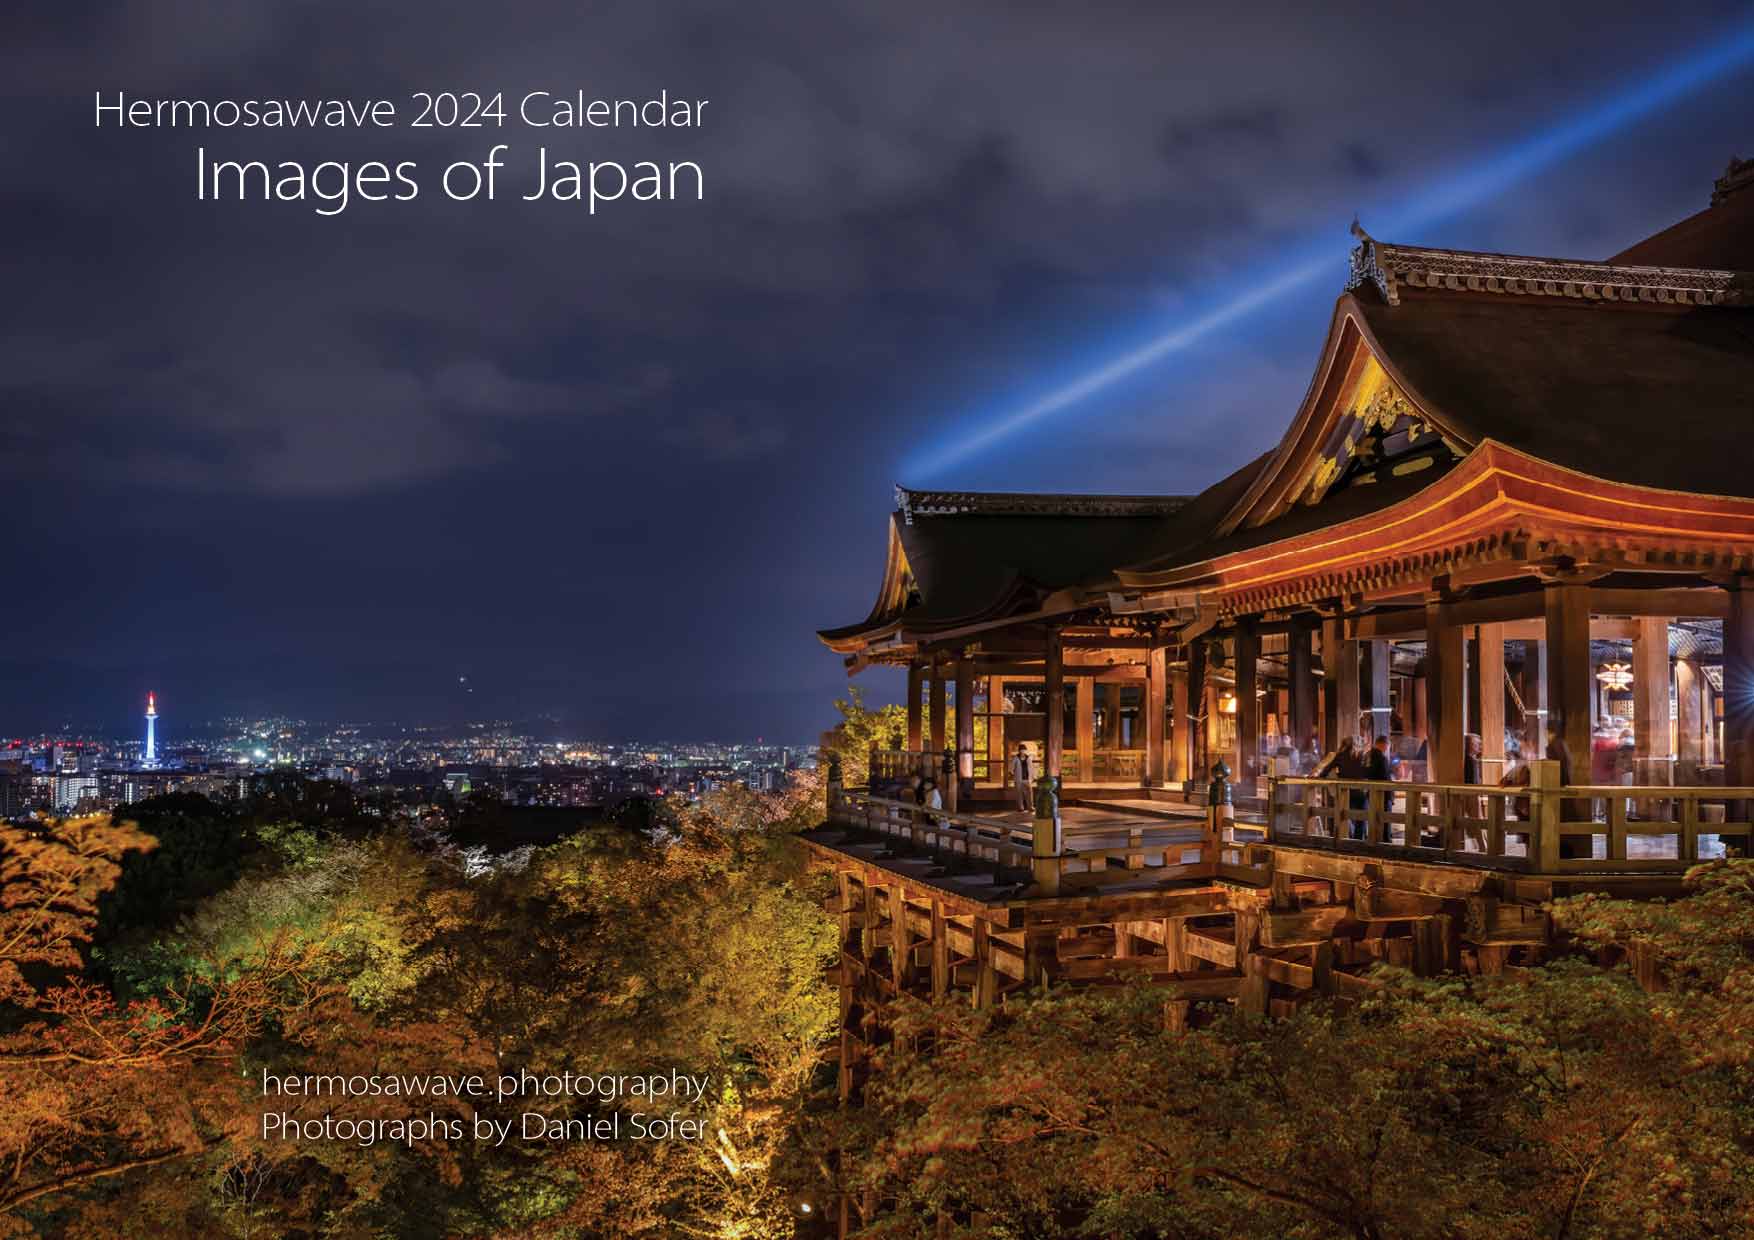 Hermosawave 2024 Calendar
Images of Japan
hermosawave.photography
Photographs by Daniel Sofer